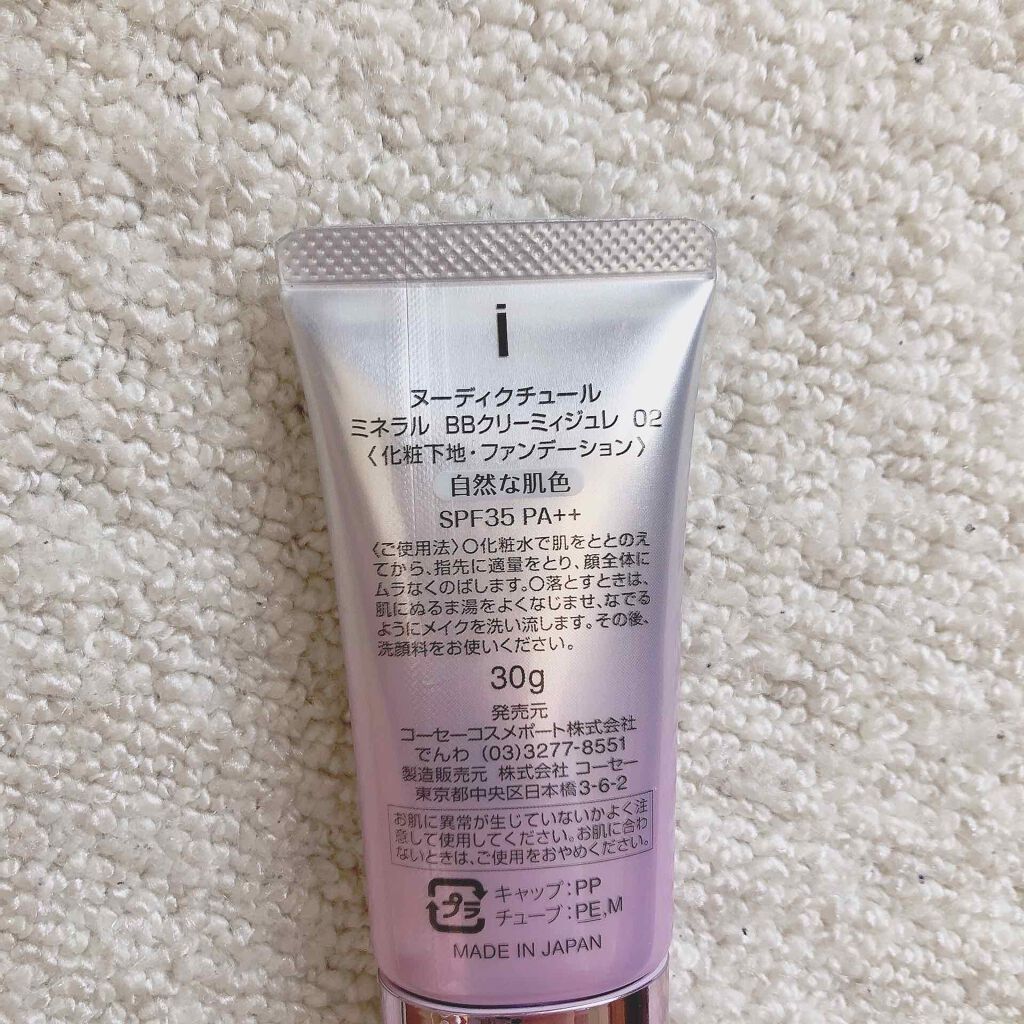 i
ヌーディクチュール
ミネラル BBクリーミィジュレ 02
〈化粧下地・ファンデーション〉
自然な肌色
SPF35 PA++
〈ご使用法〉〇化粧水で肌をととのえ
てから、指先に適量をとり、顔全体に
ムラなくのばします。〇落とすときは、
肌にぬるま湯をよくなじませ、なでる
ようにメイクを洗い流します。その後、
洗顔料をお使いください。
30g
発売元
コーセーコスメポート株式会社
でんわ (03)3277-8551
製造販売元 株式会社 コーセー
東京都中央区日本橋3-6-2
お肌に異常が生じていないかよく注
意して使用してください。お肌に合わ
ないときは、ご使用をおやめください。
プラ
キャップ:PP
チューブ:PE,M
MADE IN JAPAN